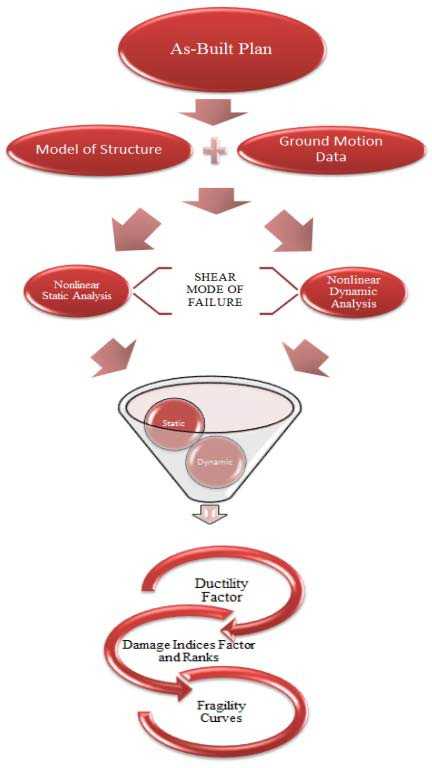 As-Built Plan
Model of Structure
Ground Motion
Data
Nonlinear
Static Analysis
SHEAR
MODE OF
FAILURE
Nonlinear
Dynamic
Analysis
Static
Dynamic
Ductility
Factor
Damage Indices Factor
and Ranks
Fragility
Curves